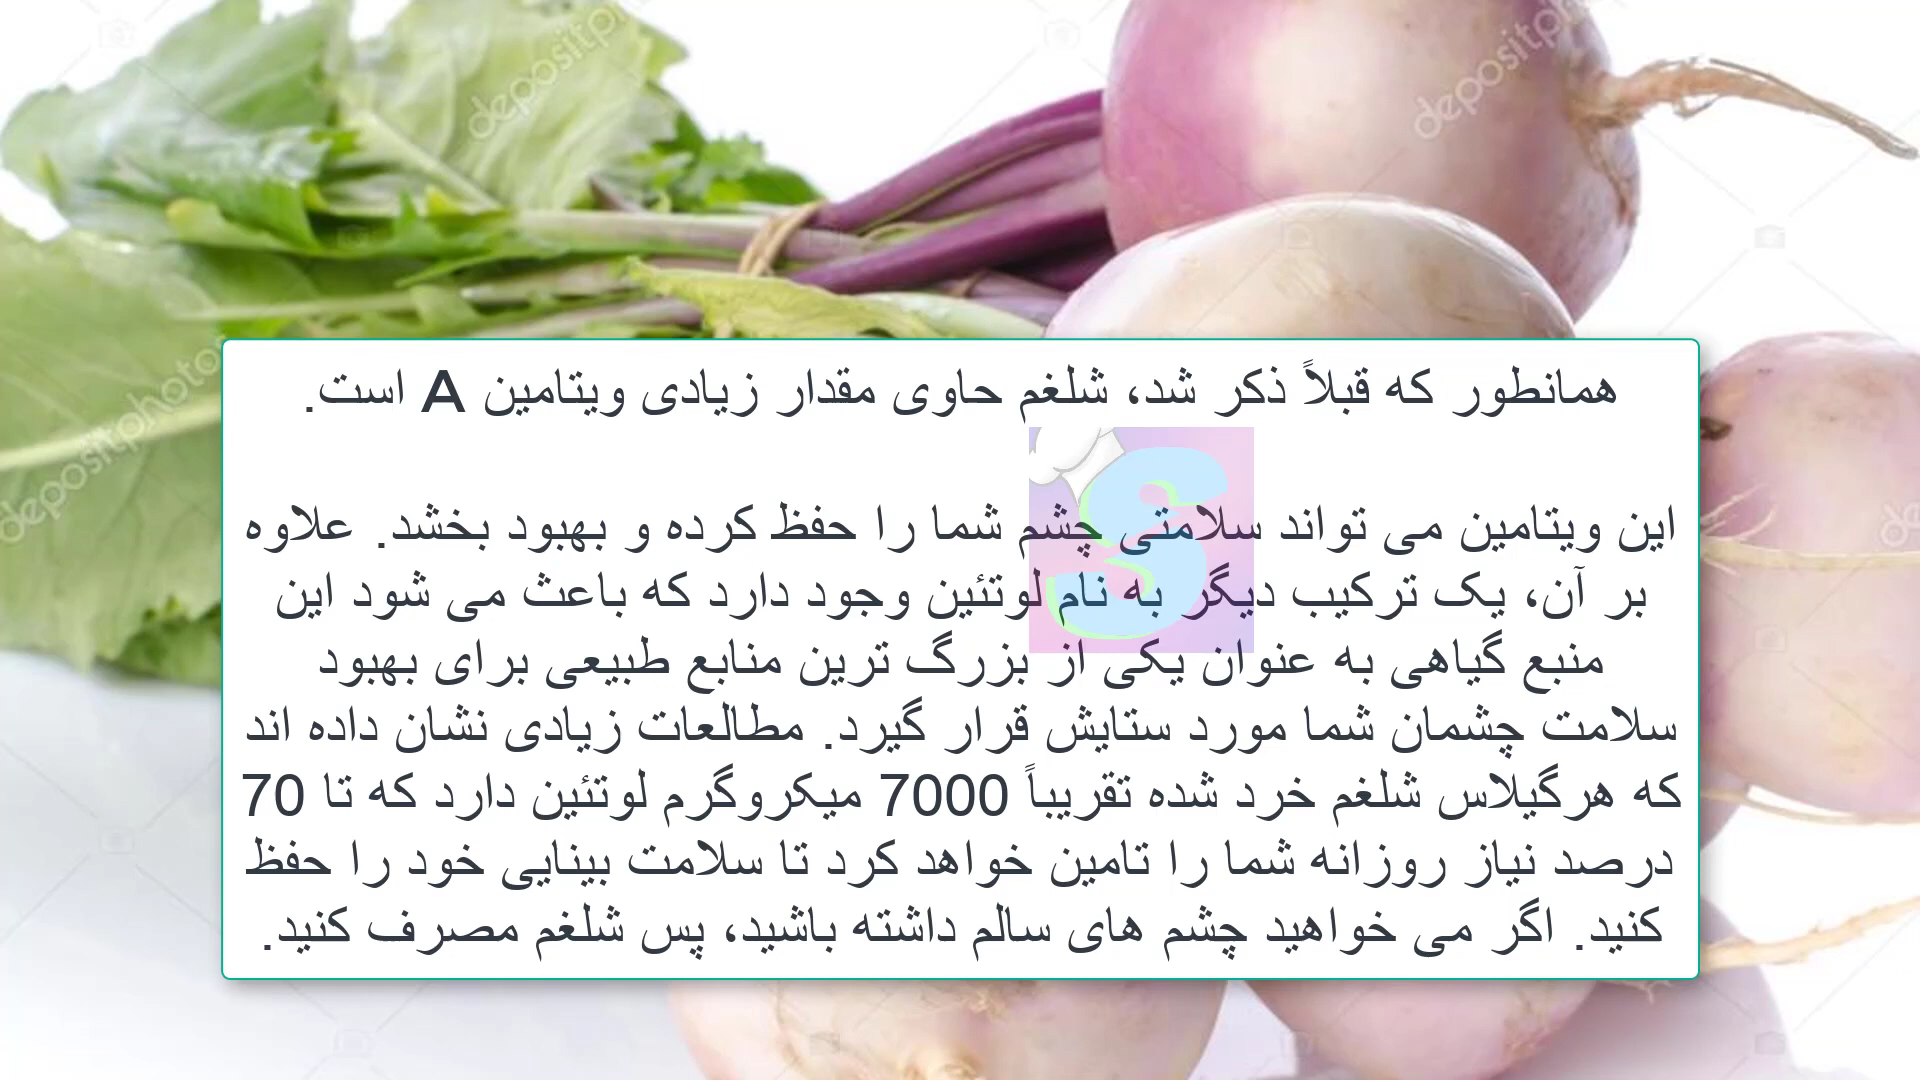 depositphotos
depositph
همانطور که قبلاً ذکر شد، شلغم حاوی مقدار زیادی ویتامین A است.
این ویتامین می تواند سلامتی چشم شما را حفظ کرده و بهبود بخشد. علاوه
بر آن، یک ترکیب دیگر به نام لوتئین وجود دارد که باعث می شود این
منبع گیاهی به عنوان یکی از بزرگ ترین منابع طبیعی برای بهبود
سلامت چشمان شما مورد ستایش قرار گیرد. مطالعات زیادی نشان داده اند
که هرگیلاس شلغم خرد شده تقریباً 7000 میکروگرم لوتئین دارد که تا 70
درصد نیاز روزانه شما را تامین خواهد کرد تا سلامت بینایی خود را حفظ
کنید. اگر می خواهید چشم های سالم داشته باشید، پس شلغم مصرف کنید.
S
depositphoto